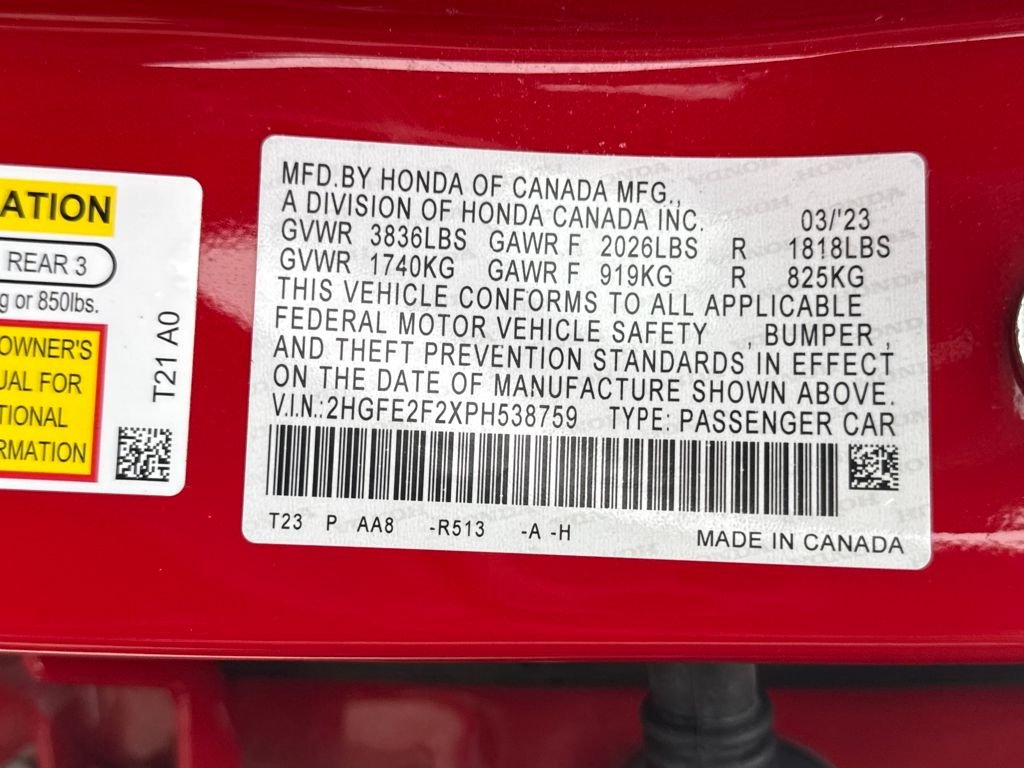 ATION
REAR 3
g or 850lbs.
OWNER'S
UAL FOR
TIONAL
RMATION
T21 A0
MFD.BY HONDA OF CANADA MFG.,
A DIVISION OF HONDA CANADA INC. 03/'23
GVWR 3836LBS GAWR F 2026LBS R 1818LBS
GVWR 1740KG GAWR F 919KG R 825KG
THIS VEHICLE CONFORMS TO ALL APPLICABLE
FEDERAL MOTOR VEHICLE SAFETY , BUMPER ,
AND THEFT PREVENTION STANDARDS IN EFFECT
ON THE DATE OF MANUFACTURE SHOWN ABOVE.
V.I.N.:2HGFE2F2XPH538759 TYPE: PASSENGER CAR
T23 P AA8 -R513 -A -H MADE IN CANADA